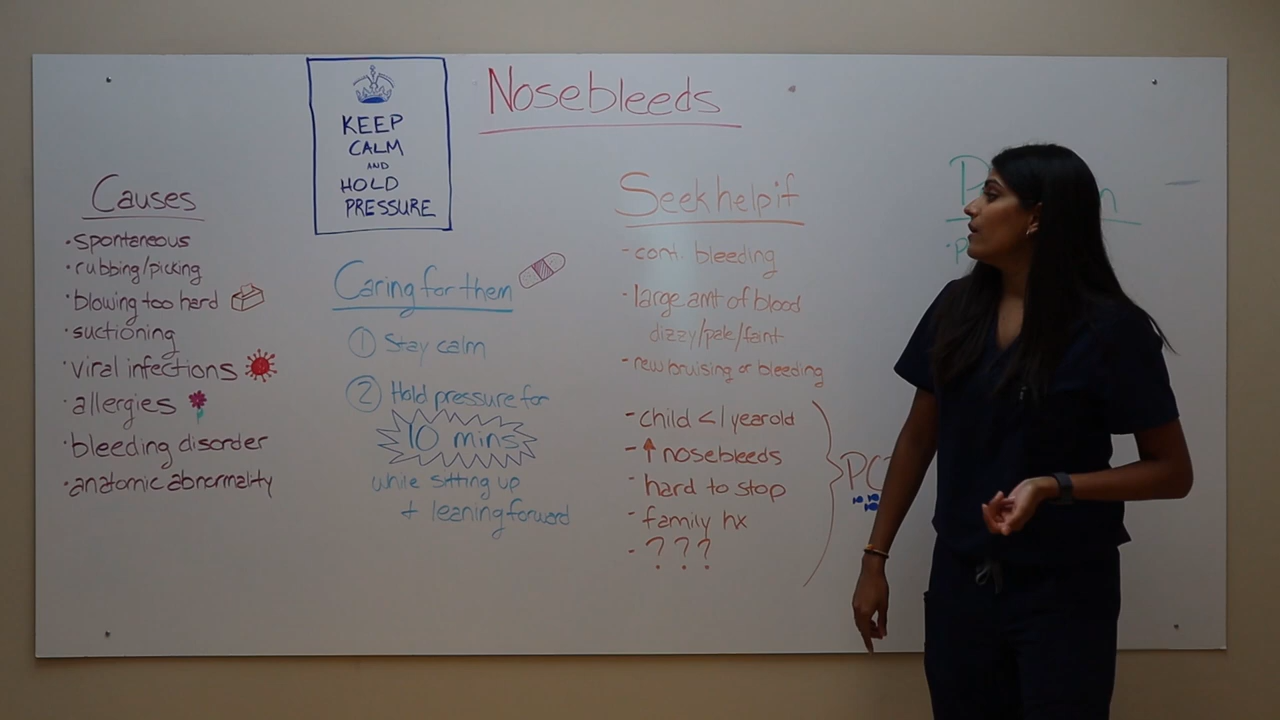 Nosebleeds
KEEP
CALM
AND
HOLD
PRESSURE
Causes
• spontaneous
• rubbing/picking
• blowing too hard
• suctioning
• viral infections
• allergies
• bleeding disorder
• anatomic abnormality
Caring for them
① Stay calm
② Hold pressure for
10 mins
while sitting up
+ leaning forward
Seek help if
- cont. bleeding
- large amt of blood
dizzy/pale/faint
- new bruising or bleeding
- child < 1 year old
- ↑ nosebleeds
- hard to stop
- family hx
- ???